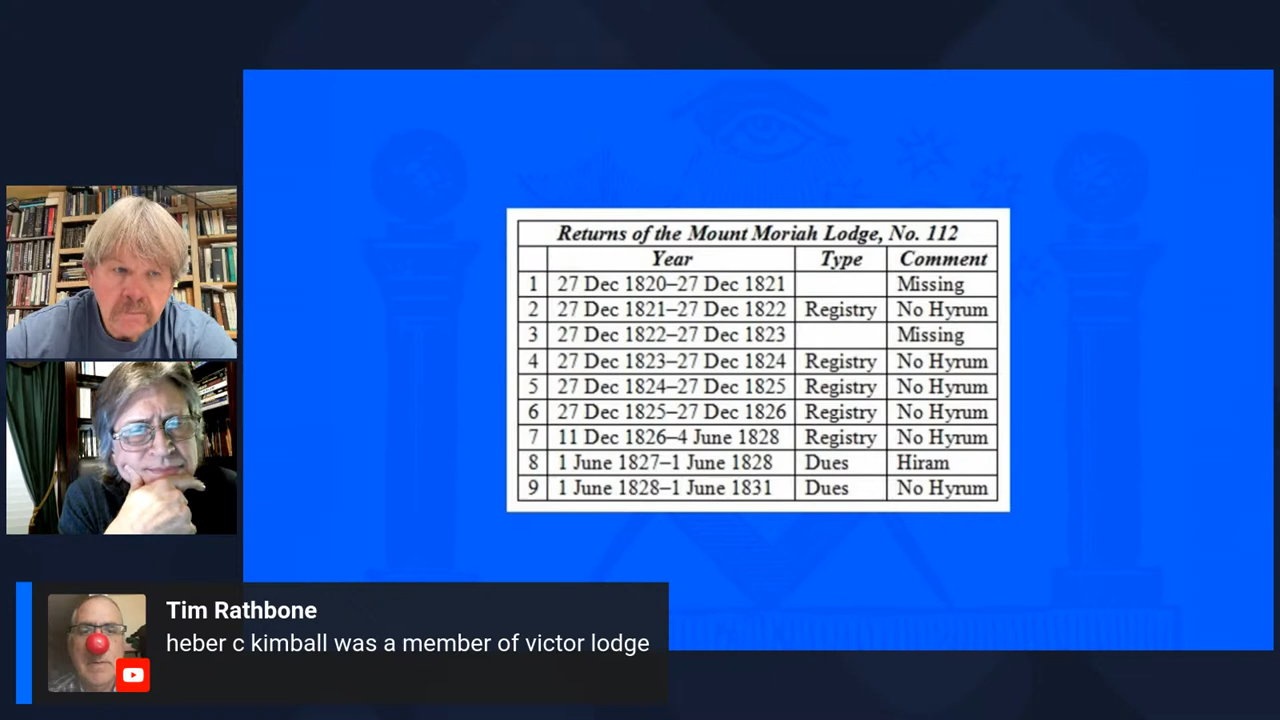 Returns of the Mount Moriah Lodge, No. 112
Year Type Comment
1 27 Dec 1820–27 Dec 1821 Missing
2 27 Dec 1821–27 Dec 1822 Registry No Hyrum
3 27 Dec 1822–27 Dec 1823 Missing
4 27 Dec 1823–27 Dec 1824 Registry No Hyrum
5 27 Dec 1824–27 Dec 1825 Registry No Hyrum
6 27 Dec 1825–27 Dec 1826 Registry No Hyrum
7 11 Dec 1826–4 June 1828 Registry No Hyrum
8 1 June 1827–1 June 1828 Dues Hiram
9 1 June 1828–1 June 1831 Dues No Hyrum
Tim Rathbone
heber c kimball was a member of victor lodge